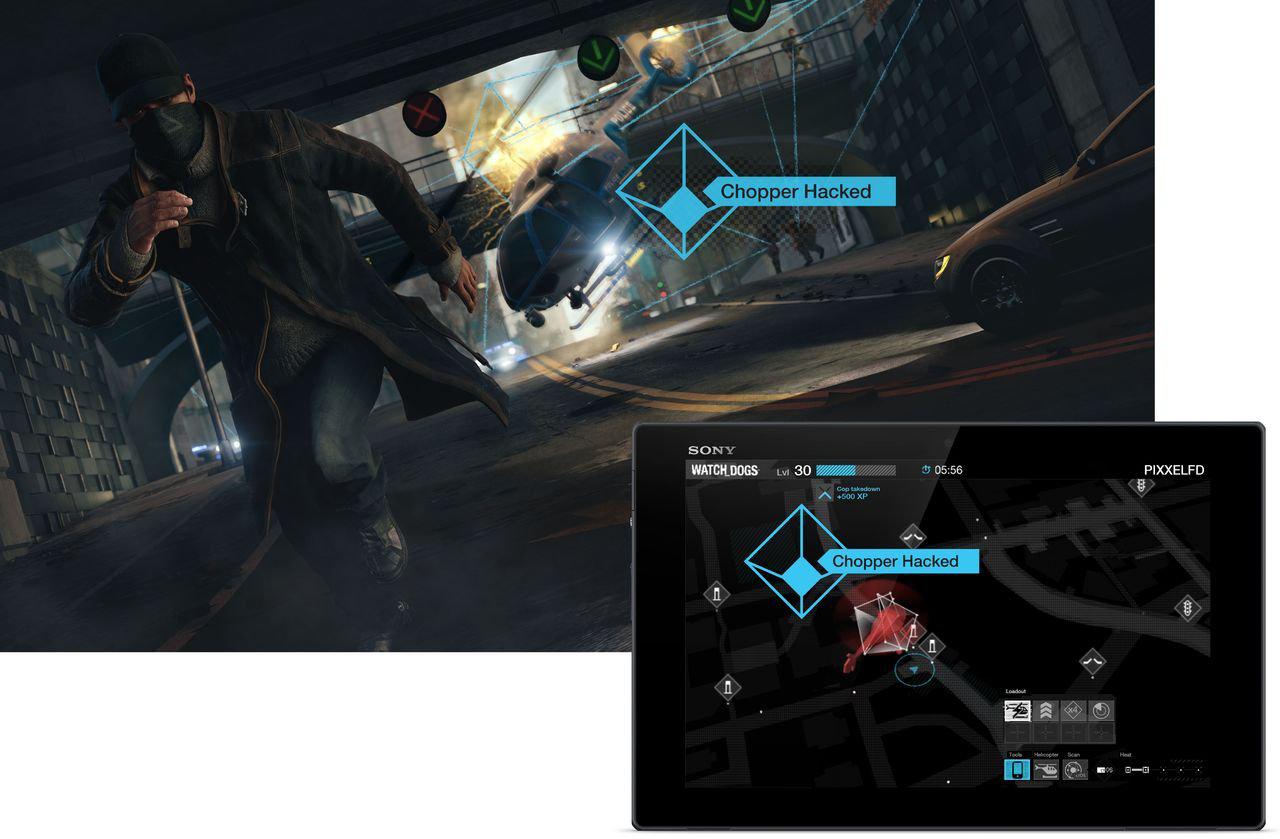 Chopper Hacked
SONY
WATCH_DOGS Lvl 30 05:56 PIXXELFD
Cop takedown
+500 XP
Chopper Hacked
Loadout
x4
Tools Helicopter Scan Heat